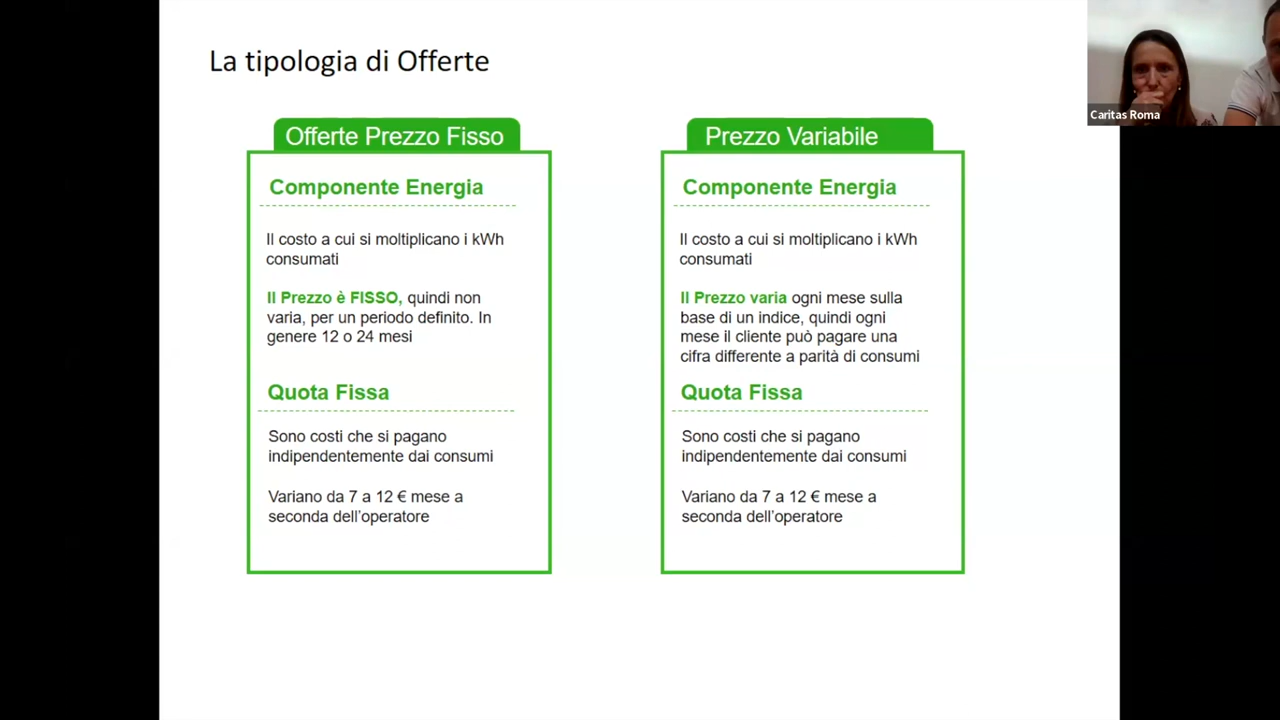 La tipologia di Offerte
Caritas Roma
Offerte Prezzo Fisso
Componente Energia
Il costo a cui si moltiplicano i kWh
consumati
Il Prezzo è FISSO, quindi non
varia, per un periodo definito. In
genere 12 o 24 mesi
Quota Fissa
Sono costi che si pagano
indipendentemente dai consumi
Variano da 7 a 12 € mese a
seconda dell'operatore
Prezzo Variabile
Componente Energia
Il costo a cui si moltiplicano i kWh
consumati
Il Prezzo varia ogni mese sulla
base di un indice, quindi ogni
mese il cliente può pagare una
cifra differente a parità di consumi
Quota Fissa
Sono costi che si pagano
indipendentemente dai consumi
Variano da 7 a 12 € mese a
seconda dell'operatore